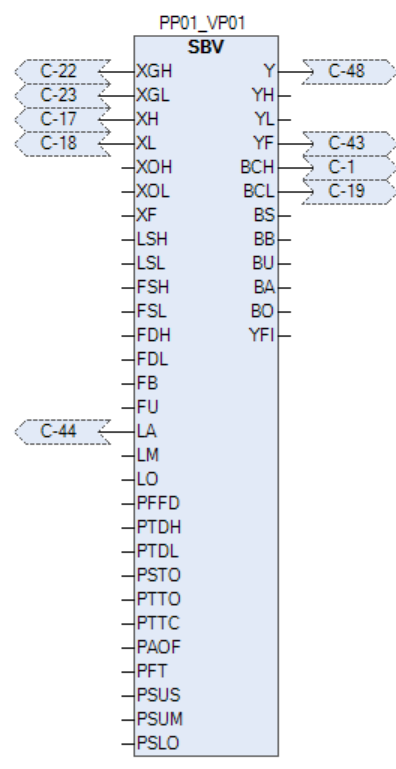 PP01_VP01
SBV
C-22 XGH Y C-48
C-23 XGL YH
C-17 XH YL
C-18 XL YF C-43
XOH BCH C-1
XOL BCL C-19
XF BS
LSH BB
LSL BU
FSH BA
FSL BO
FDH YFI
FDL
FB
FU
C-44 LA
LM
LO
PFFD
PTDH
PTDL
PSTO
PTTO
PTTC
PAOF
PFT
PSUS
PSUM
PSLO